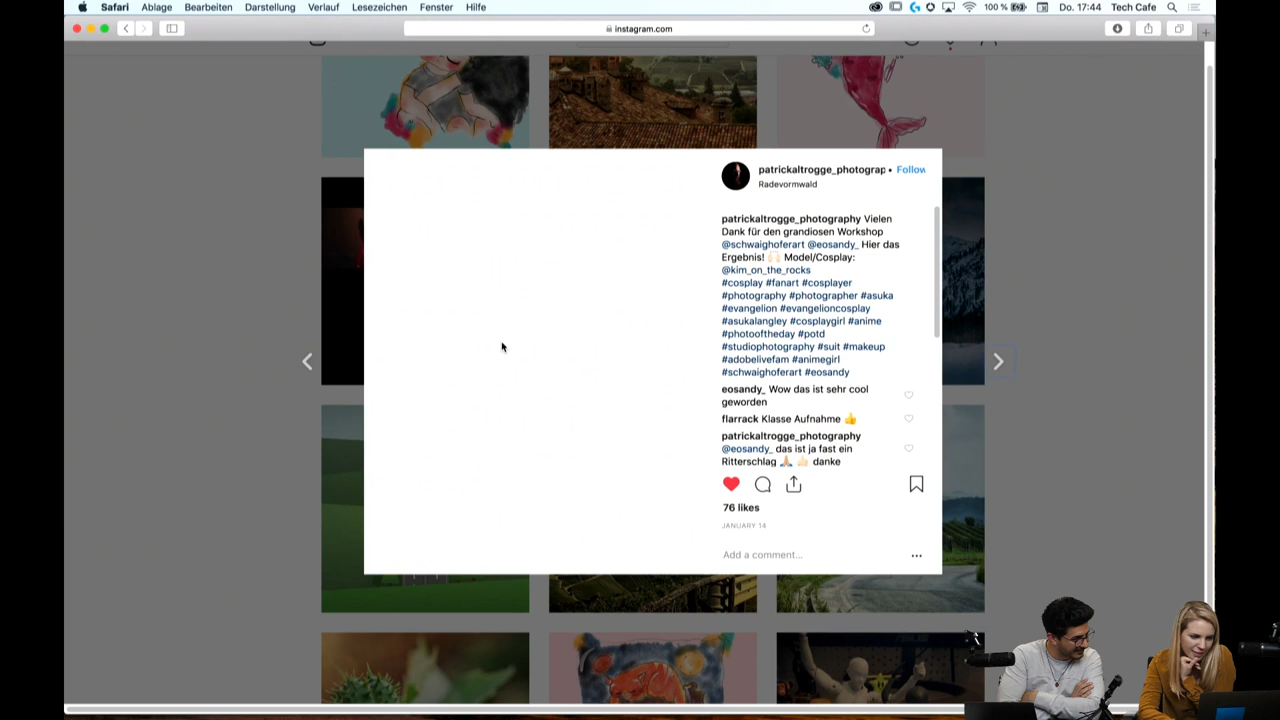 Safari Ablage Bearbeiten Darstellung Verlauf Lesezeichen Fenster Hilfe
100 % Do. 17:44 Tech Cafe
instagram.com
patrickaltrogge_photograp • Follow
Radevormwald
patrickaltrogge_photography Vielen
Dank für den grandiosen Workshop
@schwaighoferart @eosandy_ Hier das
Ergebnis! 🙌🏻 Model/Cosplay:
@kim_on_the_rocks
#cosplay #fanart #cosplayer
#photography #photographer #asuka
#evangelion #evangelioncosplay
#asukalangley #cosplaygirl #anime
#photooftheday #potd
#studiophotography #suit #makeup
#adobelivefam #animegirl
#schwaighoferart #eosandy
eosandy_ Wow das ist sehr cool
geworden
flarrack Klasse Aufnahme 👍
patrickaltrogge_photography
@eosandy_ das ist ja fast ein
Ritterschlag 🙏🏼 👍🏻 danke
76 likes
JANUARY 14
Add a comment...